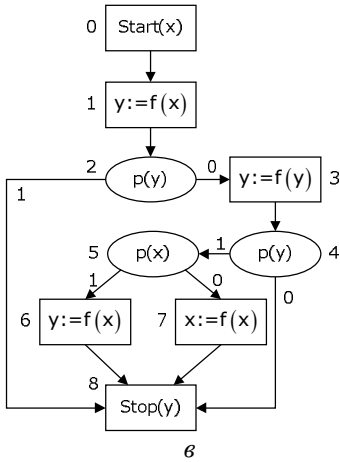 0 Start(x)
1 y:=f(x)
2 p(y) 0 y:=f(y) 3
1
5 p(x) 1 p(y) 4
1 0 0
6 y:=f(x) 7 x:=f(x)
8 Stop(y)
в